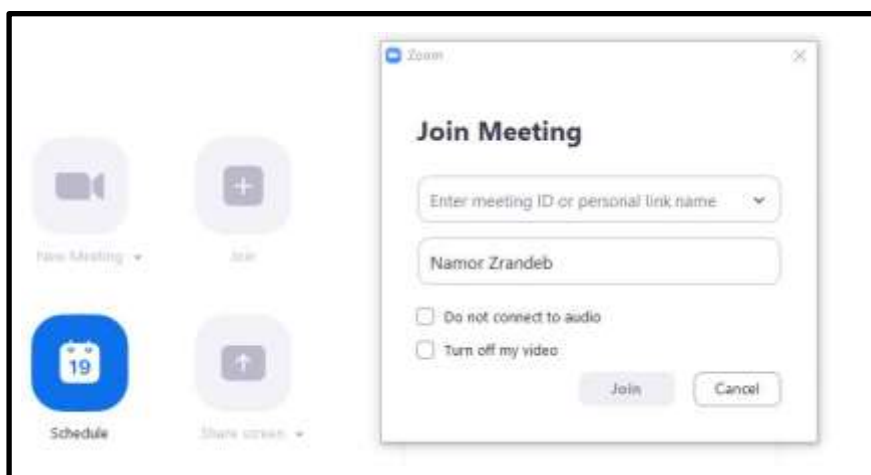 Zoom
Join Meeting
Enter meeting ID or personal link name
Namor Zrandeb
Do not connect to audio
Turn off my video
Join
Cancel
New Meeting
Join
19
Schedule
Share screen